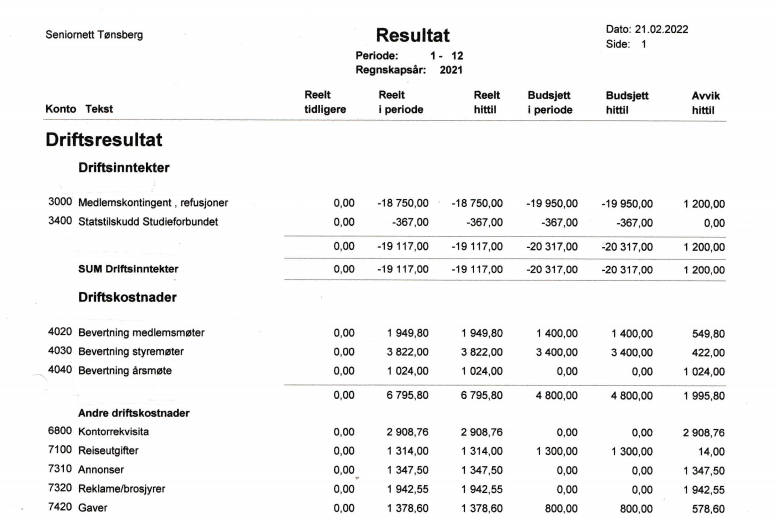 Seniornett Tønsberg Resultat Dato: 21.02.2022
Periode: 1 - 12 Side: 1
Regnskapsår: 2021
Reelt Reelt Reelt Budsjett Budsjett Avvik
Konto Tekst tidligere i periode hittil i periode hittil hittil
Driftsresultat
Driftsinntekter
3000 Medlemskontingent , refusjoner 0,00 -18 750,00 -18 750,00 -19 950,00 -19 950,00 1 200,00
3400 Statstilskudd Studieforbundet 0,00 -367,00 -367,00 -367,00 -367,00 0,00
0,00 -19 117,00 -19 117,00 -20 317,00 -20 317,00 1 200,00
SUM Driftsinntekter 0,00 -19 117,00 -19 117,00 -20 317,00 -20 317,00 1 200,00
Driftskostnader
4020 Bevertning medlemsmøter 0,00 1 949,80 1 949,80 1 400,00 1 400,00 549,80
4030 Bevertning styremøter 0,00 3 822,00 3 822,00 3 400,00 3 400,00 422,00
4040 Bevertning årsmøte 0,00 1 024,00 1 024,00 0,00 0,00 1 024,00
0,00 6 795,80 6 795,80 4 800,00 4 800,00 1 995,80
Andre driftskostnader
6800 Kontorrekvisita 0,00 2 908,76 2 908,76 0,00 0,00 2 908,76
7100 Reiseutgifter 0,00 1 314,00 1 314,00 1 300,00 1 300,00 14,00
7310 Annonser 0,00 1 347,50 1 347,50 0,00 0,00 1 347,50
7320 Reklame/brosjyrer 0,00 1 942,55 1 942,55 0,00 0,00 1 942,55
7420 Gaver 0,00 1 378,60 1 378,60 800,00 800,00 578,60